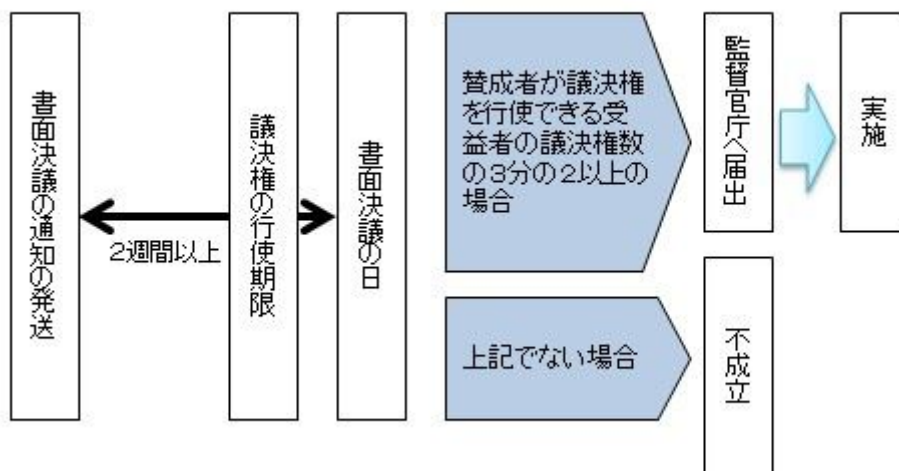 書面決議の通知の発送
2週間以上
議決権の行使期限
書面決議の日
賛成者が議決権
を行使できる受
益者の議決権数
の3分の2以上の
場合
監督官庁へ届出
実施
上記でない場合
不成立